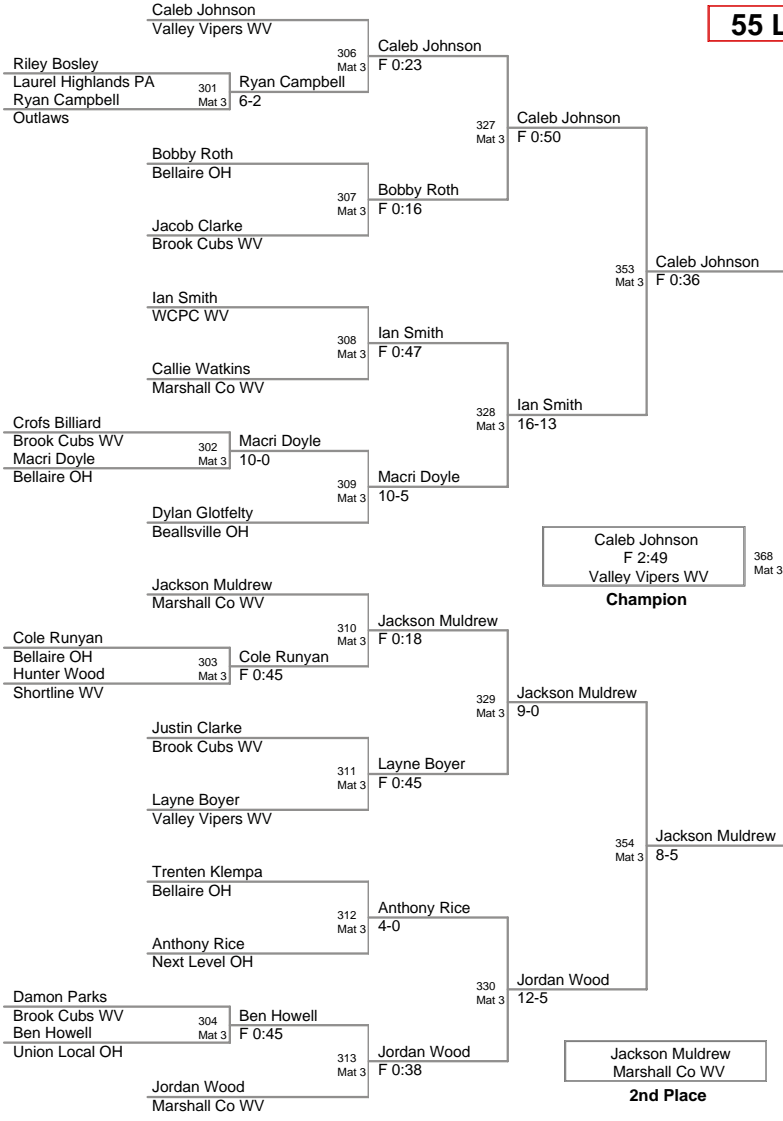 Caleb Johnson
Valley Vipers WV
55 L
306
Mat 3
Caleb Johnson
F 0:23
Riley Bosley
Laurel Highlands PA
301
Mat 3
Ryan Campbell
6-2
Ryan Campbell
Outlaws
327
Mat 3
Caleb Johnson
F 0:50
Bobby Roth
Bellaire OH
307
Mat 3
Bobby Roth
F 0:16
Jacob Clarke
Brook Cubs WV
353
Mat 3
Caleb Johnson
F 0:36
Ian Smith
WCPC WV
308
Mat 3
Ian Smith
F 0:47
Callie Watkins
Marshall Co WV
328
Mat 3
Ian Smith
16-13
Crofs Billiard
Brook Cubs WV
302
Mat 3
Macri Doyle
10-0
Macri Doyle
Bellaire OH
309
Mat 3
Macri Doyle
10-5
Dylan Glotfelty
Beallsville OH
Caleb Johnson
F 2:49
Valley Vipers WV
368
Mat 3
Champion
Jackson Muldrew
Marshall Co WV
310
Mat 3
Jackson Muldrew
F 0:18
Cole Runyan
Bellaire OH
303
Mat 3
Cole Runyan
F 0:45
Hunter Wood
Shortline WV
329
Mat 3
Jackson Muldrew
9-0
Justin Clarke
Brook Cubs WV
311
Mat 3
Layne Boyer
F 0:45
Layne Boyer
Valley Vipers WV
354
Mat 3
Jackson Muldrew
8-5
Trenten Klempa
Bellaire OH
312
Mat 3
Anthony Rice
4-0
Anthony Rice
Next Level OH
330
Mat 3
Jordan Wood
12-5
Damon Parks
Brook Cubs WV
304
Mat 3
Ben Howell
F 0:45
Ben Howell
Union Local OH
313
Mat 3
Jordan Wood
F 0:38
Jordan Wood
Marshall Co WV
Jackson Muldrew
Marshall Co WV
2nd Place